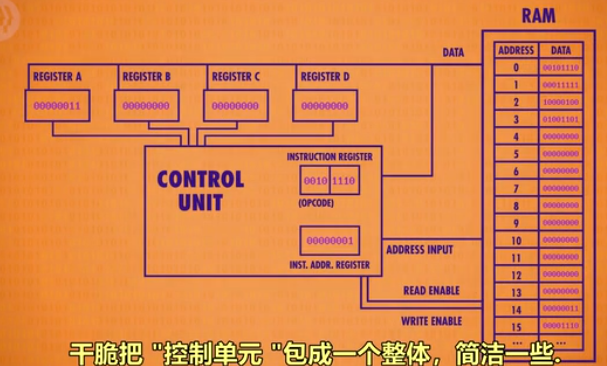 RAM
DATA
ADDRESS DATA
0 00101110
1 00011111
2 10000100
3 01001101
4 00000000
5 00000000
6 00000000
7 00000000
8 00000000
9 00000000
10 00000000
11 00000000
12 00000000
13 00000000
14 00000011
15 00001110
... ...
REGISTER A
00000011
REGISTER B
00000000
REGISTER C
00000000
REGISTER D
00000000
CONTROL
UNIT
INSTRUCTION REGISTER
0010 1110
(OPCODE)
00000001
INST. ADDR. REGISTER
ADDRESS INPUT
READ ENABLE
WRITE ENABLE
干脆把 "控制单元 "包成一个整体，简洁一些.